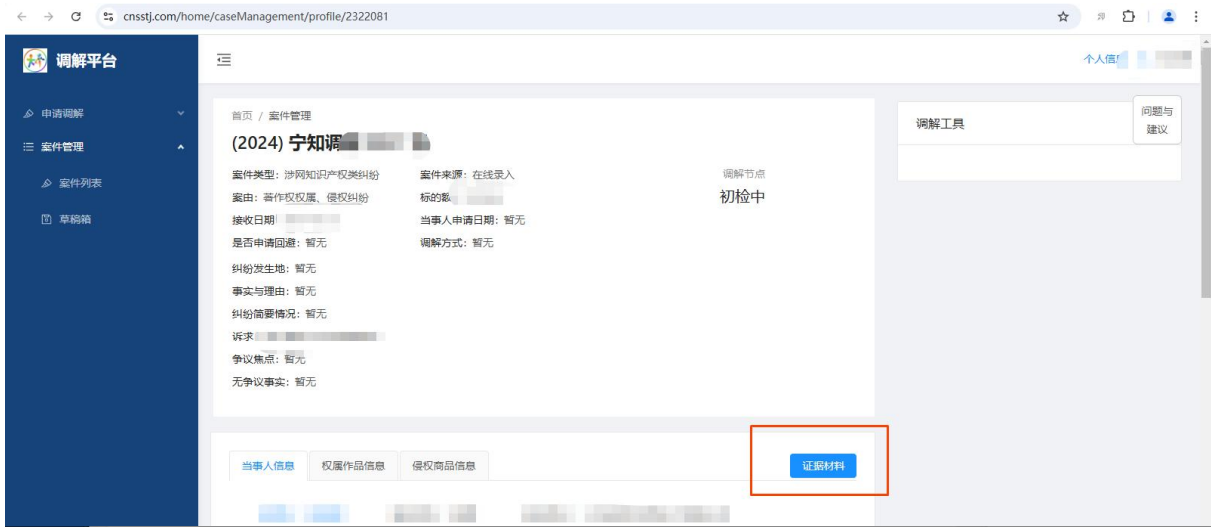 cnsstj.com/home/caseManagement/profile/2322081
调解平台
个人信息
申请调解
案件管理
案件列表
草稿箱
首页 / 案件管理
(2024) 宁知调
案件类型：涉网知识产权类纠纷
案件来源：在线录入
案由：著作权权属、侵权纠纷
标的额
接收日期
当事人申请日期：暂无
是否申请回避：暂无
调解方式：暂无
纠纷发生地：暂无
事实与理由：暂无
纠纷简要情况：暂无
诉求
争议焦点：暂无
无争议事实：暂无
调解节点
初检中
调解工具
问题与
建议
当事人信息
权属作品信息
侵权商品信息
证据材料